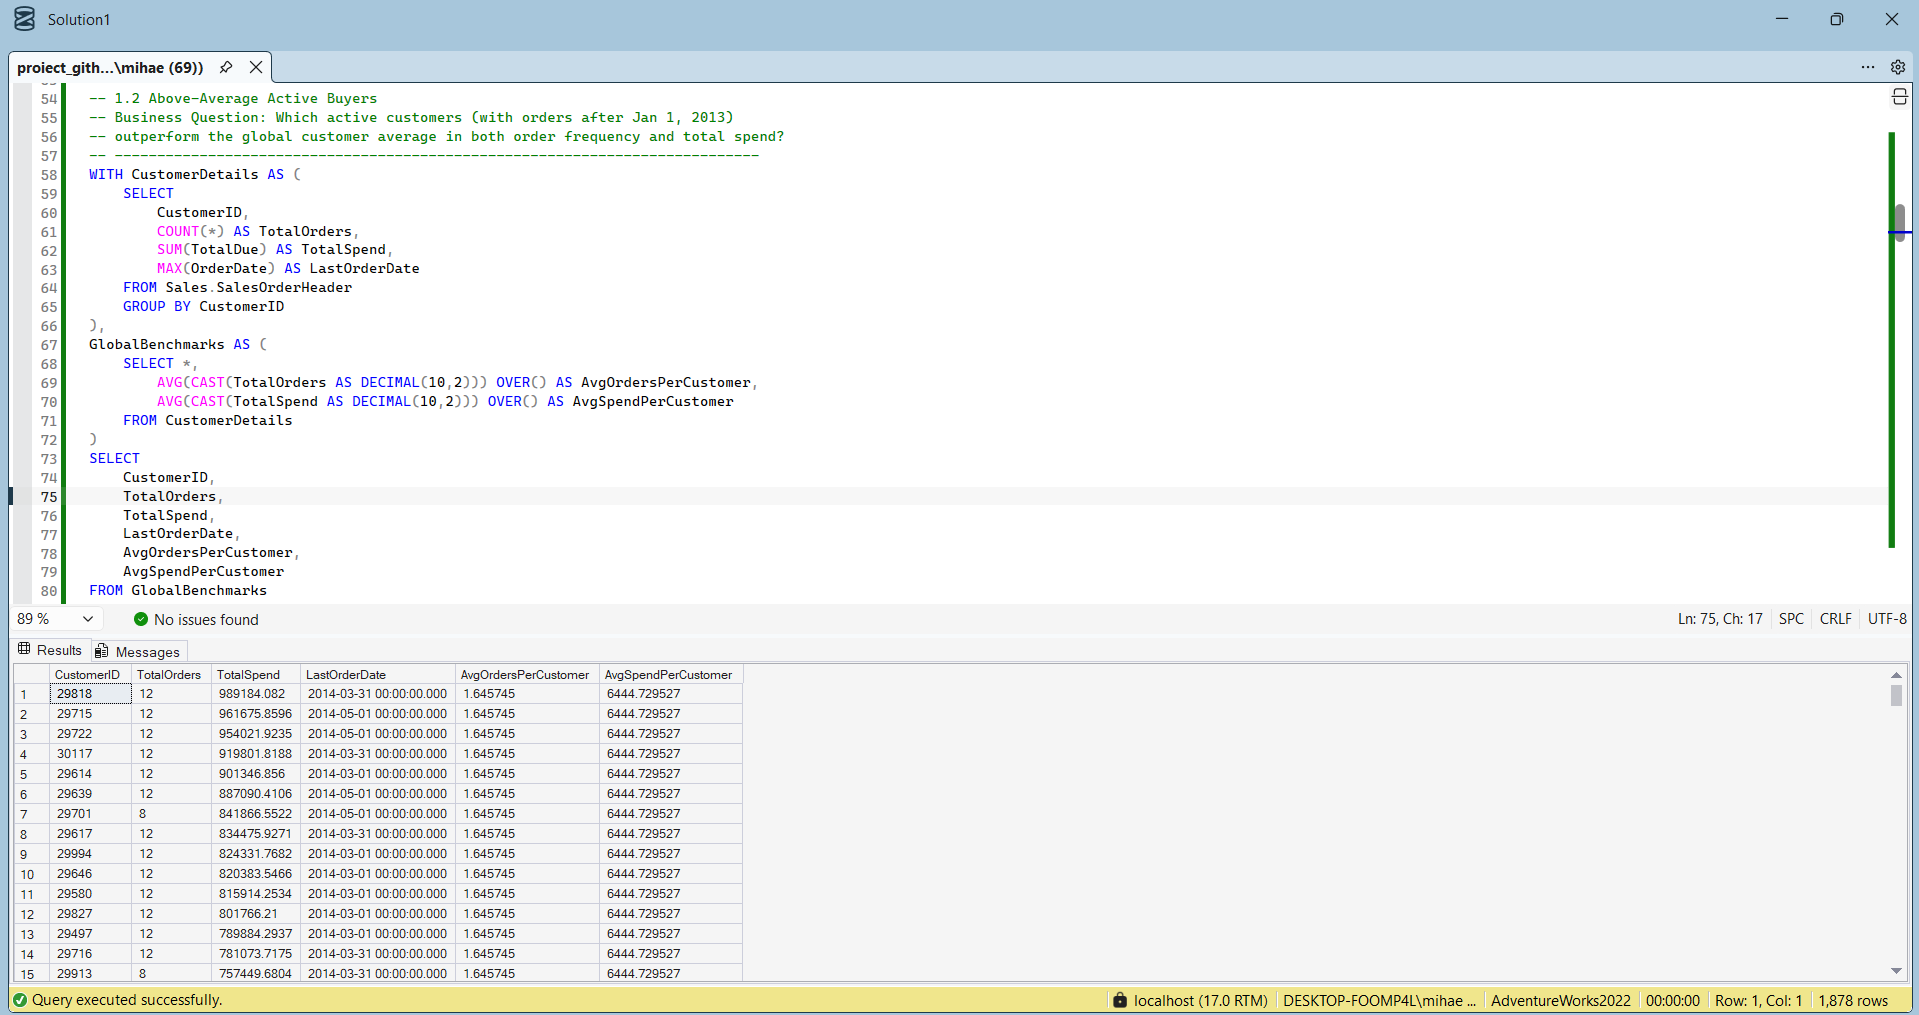 Solution1
proiect_gith...\mihae (69))
54 -- 1.2 Above-Average Active Buyers
55 -- Business Question: Which active customers (with orders after Jan 1, 2013)
56 -- outperform the global customer average in both order frequency and total spend?
57 -- ----------------------------------------------------------------------------
58 WITH CustomerDetails AS (
59 SELECT
60 CustomerID,
61 COUNT(*) AS TotalOrders,
62 SUM(TotalDue) AS TotalSpend,
63 MAX(OrderDate) AS LastOrderDate
64 FROM Sales.SalesOrderHeader
65 GROUP BY CustomerID
66 ),
67 GlobalBenchmarks AS (
68 SELECT *,
69 AVG(CAST(TotalOrders AS DECIMAL(10,2))) OVER() AS AvgOrdersPerCustomer,
70 AVG(CAST(TotalSpend AS DECIMAL(10,2))) OVER() AS AvgSpendPerCustomer
71 FROM CustomerDetails
72 )
73 SELECT
74 CustomerID,
75 TotalOrders,
76 TotalSpend,
77 LastOrderDate,
78 AvgOrdersPerCustomer,
79 AvgSpendPerCustomer
80 FROM GlobalBenchmarks
89 % No issues found Ln: 75, Ch: 17 SPC CRLF UTF-8
Results Messages
CustomerID TotalOrders TotalSpend LastOrderDate AvgOrdersPerCustomer AvgSpendPerCustomer
1 29818 12 989184.082 2014-03-31 00:00:00.000 1.645745 6444.729527
2 29715 12 961675.8596 2014-05-01 00:00:00.000 1.645745 6444.729527
3 29722 12 954021.9235 2014-05-01 00:00:00.000 1.645745 6444.729527
4 30117 12 919801.8188 2014-03-31 00:00:00.000 1.645745 6444.729527
5 29614 12 901346.856 2014-03-01 00:00:00.000 1.645745 6444.729527
6 29639 12 887090.4106 2014-05-01 00:00:00.000 1.645745 6444.729527
7 29701 8 841866.5522 2014-05-01 00:00:00.000 1.645745 6444.729527
8 29617 12 834475.9271 2014-03-31 00:00:00.000 1.645745 6444.729527
9 29994 12 824331.7682 2014-03-01 00:00:00.000 1.645745 6444.729527
10 29646 12 820383.5466 2014-03-01 00:00:00.000 1.645745 6444.729527
11 29580 12 815914.2534 2014-03-01 00:00:00.000 1.645745 6444.729527
12 29827 12 801766.21 2014-03-01 00:00:00.000 1.645745 6444.729527
13 29497 12 789884.2937 2014-03-01 00:00:00.000 1.645745 6444.729527
14 29716 12 781073.7175 2014-03-31 00:00:00.000 1.645745 6444.729527
15 29913 8 757449.6804 2014-03-31 00:00:00.000 1.645745 6444.729527
Query executed successfully. localhost (17.0 RTM) DESKTOP-FOOMP4L\mihae ... AdventureWorks2022 00:00:00 Row: 1, Col: 1 1,878 rows